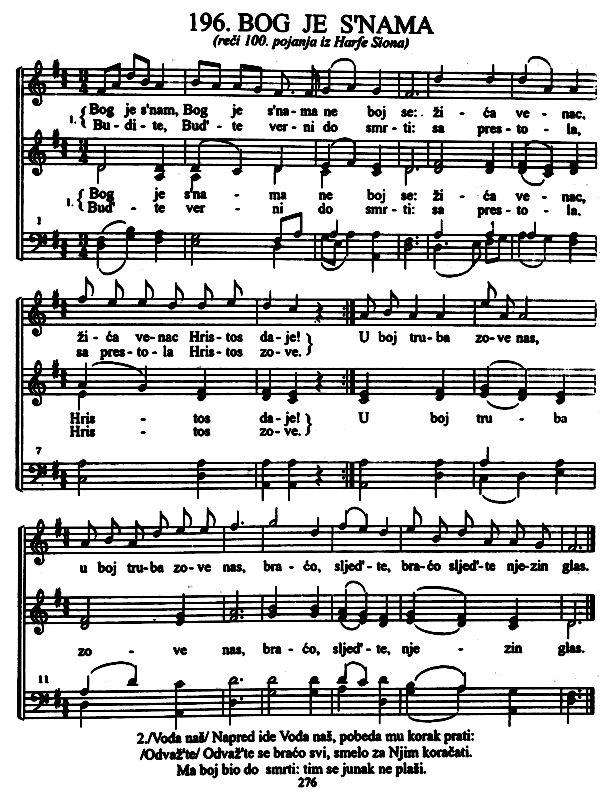 196. BOG JE S'NAMA
(reči 100. pojanja iz Harfe Siona)
1. { Bog je s'nam, Bog je s'na - ma ne boj se: ži - ća ve - nac,
Bu - di - te, Bud' - te ver - ni do smr - ti: sa pres - to - la,
1. { Bog je s'na - ma ne boj se: ži - ća ve - nac,
Bud' - te ver - ni do smr - ti: sa pres - to - la.
1
ži - ća ve - nac Hris - tos da - je! } U boj tru - ba zo - ve nas,
sa pres - to - la Hris - tos zo - ve.
Hris - tos da - je! } U boj tru - ba
Hris - tos zo - ve.
7
u boj tru - ba zo - ve nas, bra - ćo, sljed' - te, bra - ćo sljed' - te nje - zin glas.
zo - ve nas, bra - ćo, sljed' - te, nje - zin glas.
11
2./Vođa naš/ Napred ide Vođa naš, pobeda mu korak prati:
/Odvaž'te/ Odvaž'te se braćo svi, smelo za Njim koračati.
Ma boj bio do smrti: tim se junak ne plaši.
276